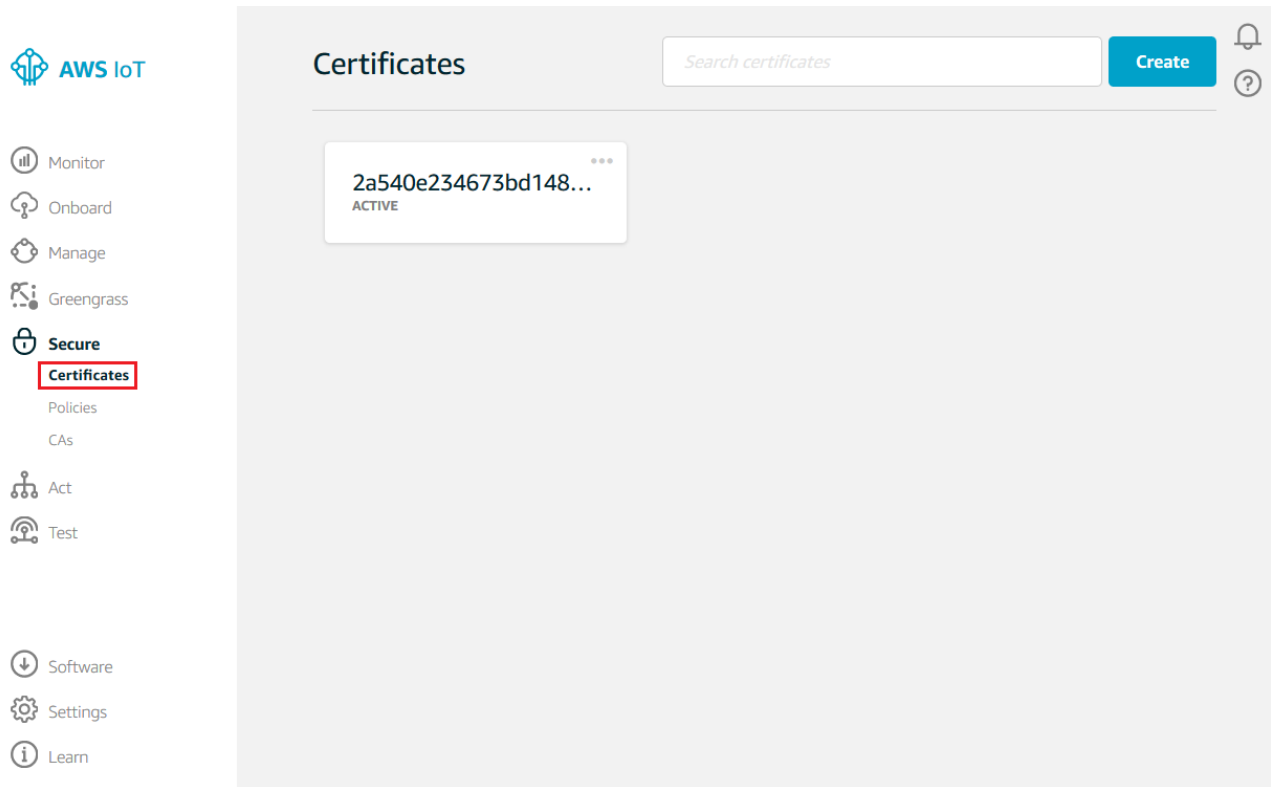 AWS IoT
Monitor
Onboard
Manage
Greengrass
Secure
Certificates
Policies
CAs
Act
Test
Software
Settings
Learn
Certificates
Search certificates
Create
2a540e234673bd148...
ACTIVE